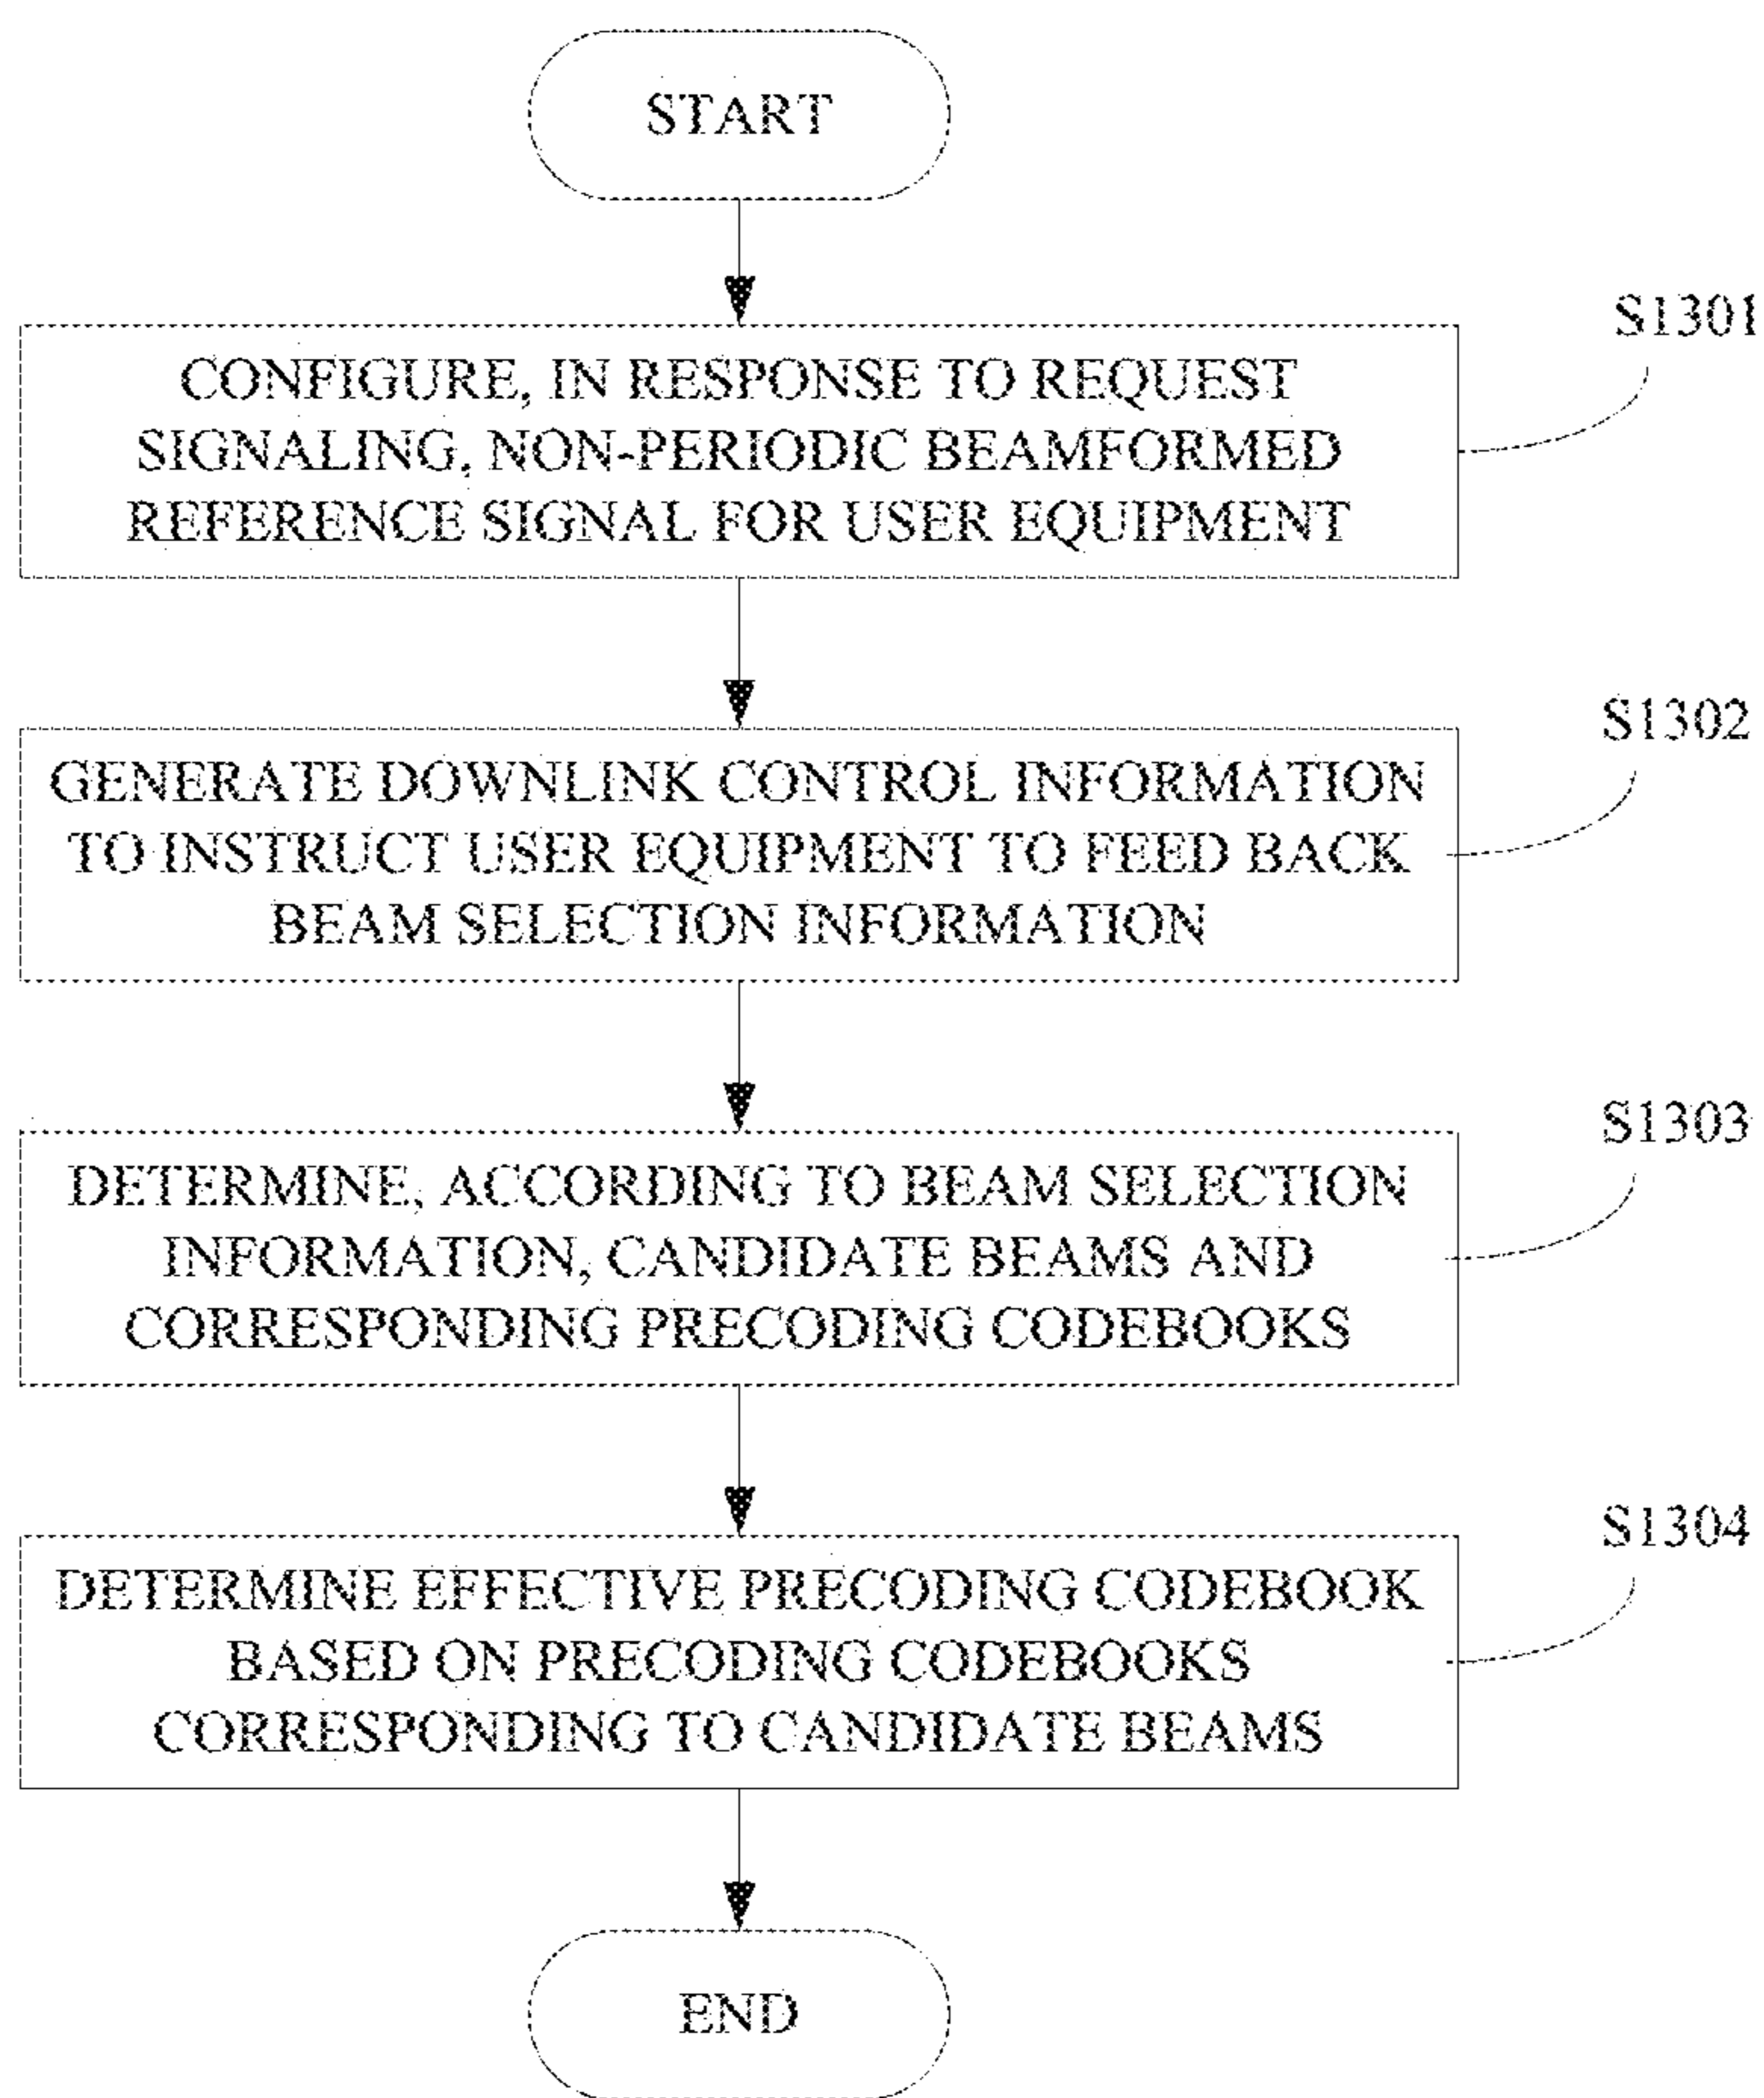 START
S1301
CONFIGURE, IN RESPONSE TO REQUEST
SIGNALING, NON-PERIODIC BEAMFORMED
REFERENCE SIGNAL FOR USER EQUIPMENT
S1302
GENERATE DOWNLINK CONTROL INFORMATION
TO INSTRUCT USER EQUIPMENT TO FEED BACK
BEAM SELECTION INFORMATION
S1303
DETERMINE, ACCORDING TO BEAM SELECTION
INFORMATION, CANDIDATE BEAMS AND
CORRESPONDING PRECODING CODEBOOKS
S1304
DETERMINE EFFECTIVE PRECODING CODEBOOK
BASED ON PRECODING CODEBOOKS
CORRESPONDING TO CANDIDATE BEAMS
END